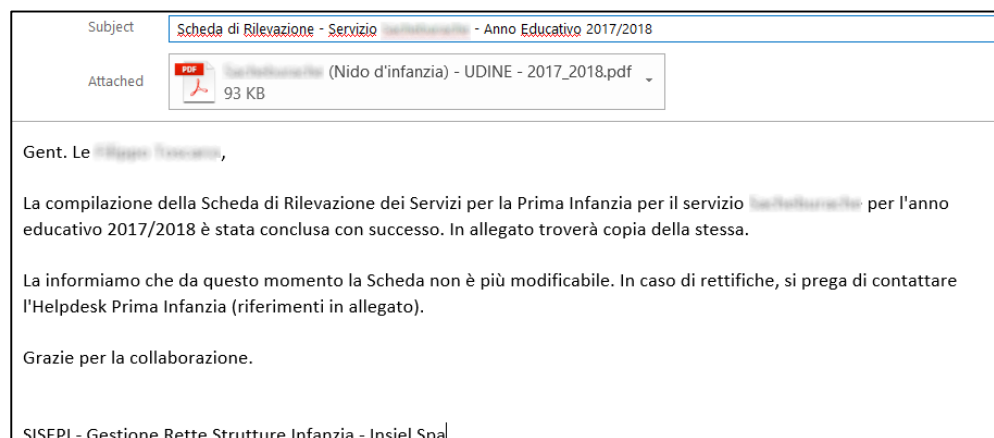 Subject
Scheda di Rilevazione - Servizio - Anno Educativo 2017/2018
Attached
PDF
(Nido d'infanzia) - UDINE - 2017_2018.pdf
93 KB
Gent. Le ,
La compilazione della Scheda di Rilevazione dei Servizi per la Prima Infanzia per il servizio per l'anno
educativo 2017/2018 è stata conclusa con successo. In allegato troverà copia della stessa.
La informiamo che da questo momento la Scheda non è più modificabile. In caso di rettifiche, si prega di contattare
l'Helpdesk Prima Infanzia (riferimenti in allegato).
Grazie per la collaborazione.
SISEPI - Gestione Rette Strutture Infanzia - Insiel Spa